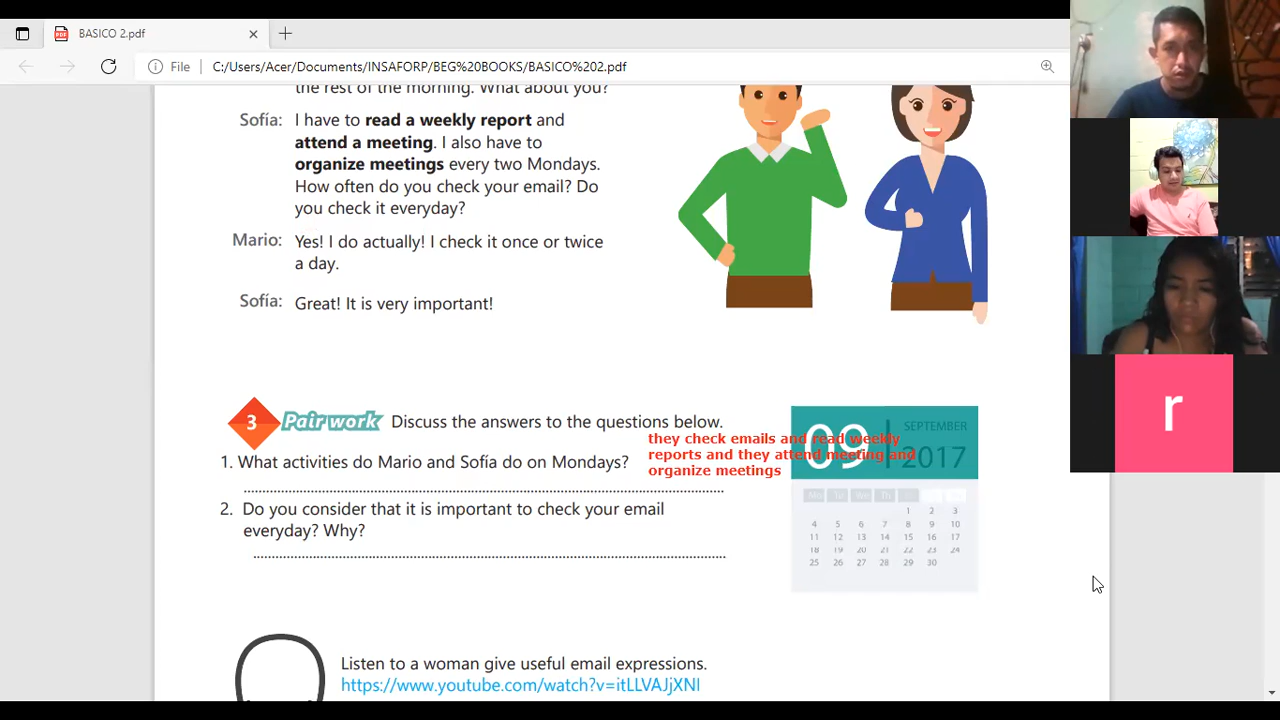 BASICO 2.pdf
File C:/Users/Acer/Documents/INSAFORP/BEG%20BOOKS/BASICO%202.pdf
the rest of the morning. What about you?
Sofía: I have to read a weekly report and
attend a meeting. I also have to
organize meetings every two Mondays.
How often do you check your email? Do
you check it everyday?
Mario: Yes! I do actually! I check it once or twice
a day.
Sofía: Great! It is very important!
3 Pair work Discuss the answers to the questions below.
they check emails and read weekly
reports and they attend meeting and
organize meetings
1. What activities do Mario and Sofía do on Mondays?
2. Do you consider that it is important to check your email
everyday? Why?
09 SEPTEMBER
2017
Mo Tu We Th
1 2 3
4 5 6 7 8 9 10
11 12 13 14 15 16 17
18 19 20 21 22 23 24
25 26 27 28 29 30
Listen to a woman give useful email expressions.
https://www.youtube.com/watch?v=itLLVAJjXNI
r